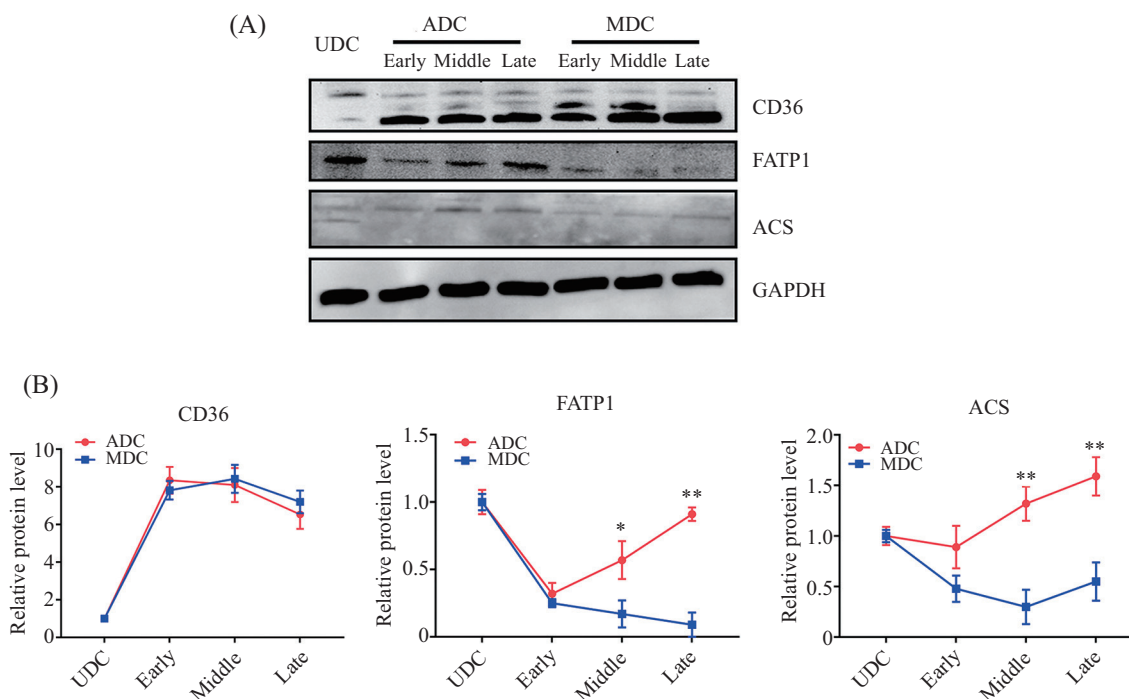 (A)
UDC
ADC
MDC
Early Middle Late
Early Middle Late
CD36
FATP1
ACS
GAPDH
(B)
CD36
Relative protein level
10
8
6
4
2
0
ADC
MDC
UDC
Early
Middle
Late
FATP1
Relative protein level
1.5
1.0
0.5
0
ADC
MDC
*
**
UDC
Early
Middle
Late
ACS
Relative protein level
2.0
1.5
1.0
0.5
0
ADC
MDC
**
**
UDC
Early
Middle
Late